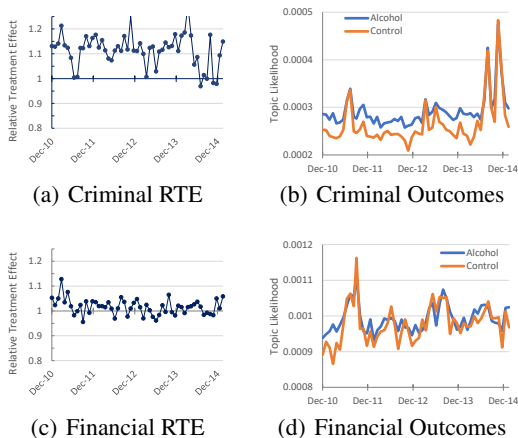 Relative Treatment Effect
1.2
1.1
1
0.9
0.8
Dec-10
Dec-11
Dec-12
Dec-13
Dec-14
(a) Criminal RTE
Topic Likelihood
0.0005
0.0004
0.0003
0.0002
Alcohol
Control
Dec-10
Dec-11
Dec-12
Dec-13
Dec-14
(b) Criminal Outcomes
Relative Treatment Effect
1.2
1.1
1
0.9
0.8
Dec-10
Dec-11
Dec-12
Dec-13
Dec-14
(c) Financial RTE
Topic Likelihood
0.0012
0.0011
0.001
0.0009
0.0008
Alcohol
Control
Dec-10
Dec-11
Dec-12
Dec-13
Dec-14
(d) Financial Outcomes